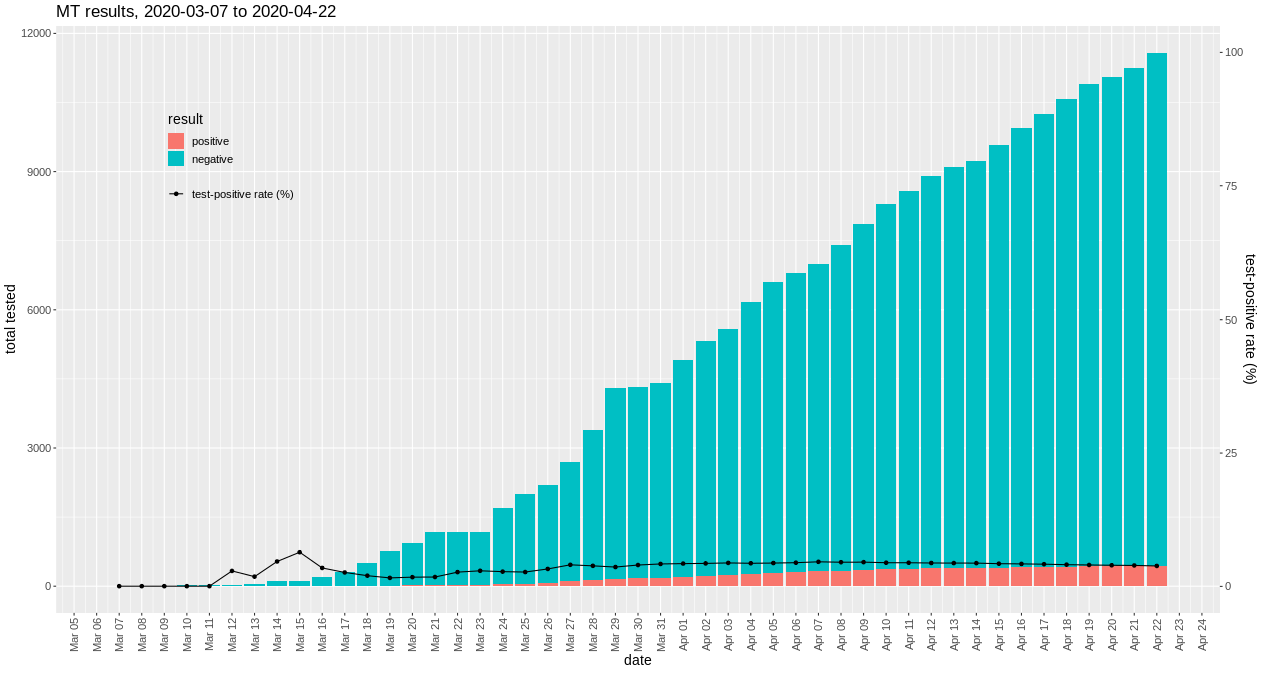 MT results, 2020-03-07 to 2020-04-22
12000
9000
6000
3000
0
total tested
result
positive
negative
test-positive rate (%)
100
75
50
25
0
test-positive rate (%)
Mar 05
Mar 06
Mar 07
Mar 08
Mar 09
Mar 10
Mar 11
Mar 12
Mar 13
Mar 14
Mar 15
Mar 16
Mar 17
Mar 18
Mar 19
Mar 20
Mar 21
Mar 22
Mar 23
Mar 24
Mar 25
Mar 26
Mar 27
Mar 28
Mar 29
Mar 30
Mar 31
Apr 01
Apr 02
Apr 03
Apr 04
Apr 05
Apr 06
Apr 07
Apr 08
Apr 09
Apr 10
Apr 11
Apr 12
Apr 13
Apr 14
Apr 15
Apr 16
Apr 17
Apr 18
Apr 19
Apr 20
Apr 21
Apr 22
Apr 23
Apr 24
date